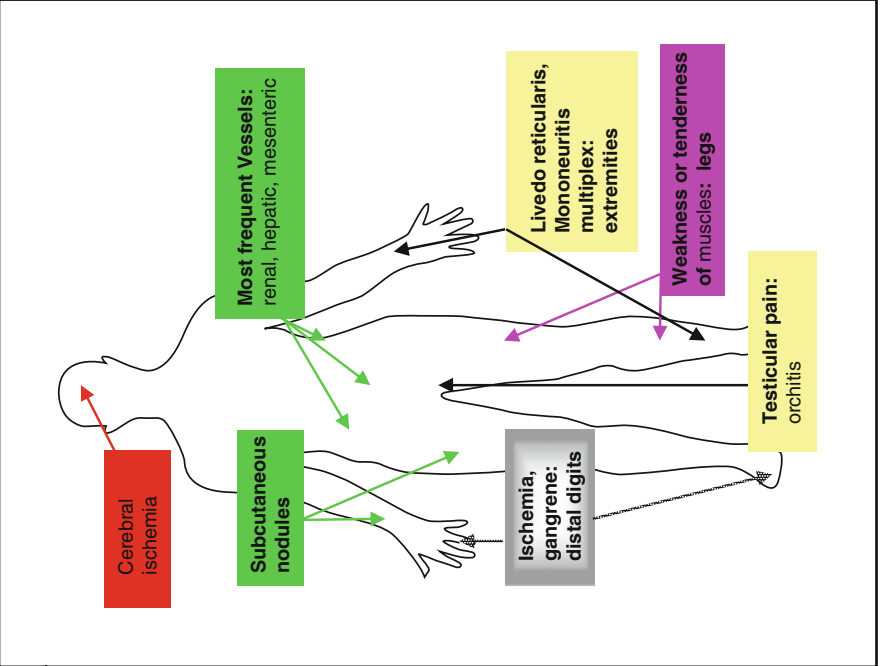 Cerebral
ischemia
Most frequent Vessels:
renal, hepatic, mesenteric
Subcutaneous
nodules
Livedo reticularis,
Mononeuritis
multiplex:
extremities
Ischemia,
gangrene:
distal digits
Weakness or tenderness
of muscles: legs
Testicular pain:
orchitis